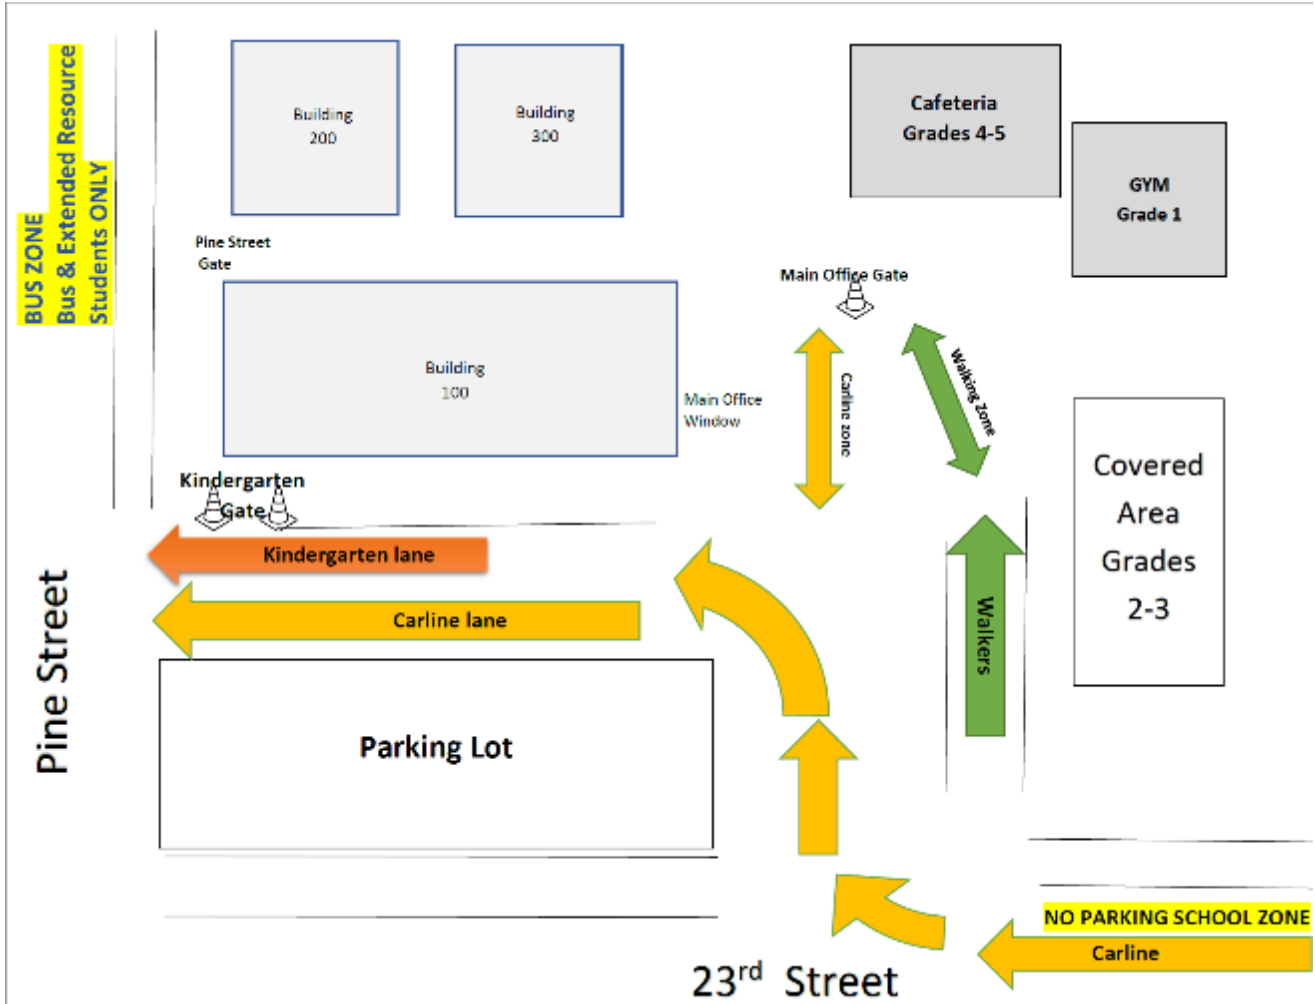 BUS ZONE
Bus & Extended Resource
Students ONLY
Building
200
Building
300
Cafeteria
Grades 4-5
GYM
Grade 1
Pine Street
Gate
Main Office Gate
Building
100
Main Office
Window
Carline zone
Walking Zone
Covered
Area
Grades
2-3
Kindergarten
Gate
Kindergarten lane
Carline lane
Walkers
Pine Street
Parking Lot
NO PARKING SCHOOL ZONE
Carline
23rd Street